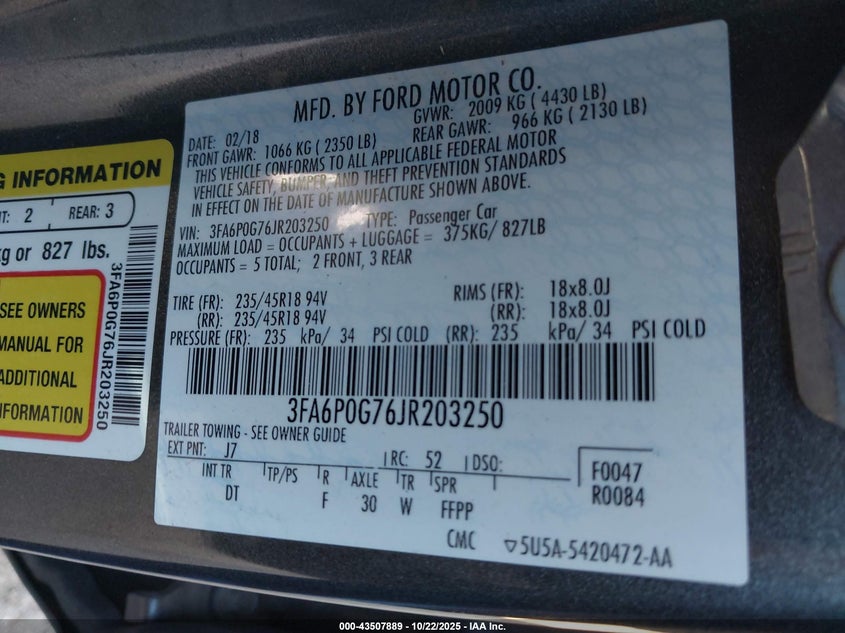 MFD. BY FORD MOTOR CO.
DATE: 02/18
GVWR: 2009 KG ( 4430 LB)
FRONT GAWR: 1066 KG ( 2350 LB)
REAR GAWR: 966 KG ( 2130 LB)
THIS VEHICLE CONFORMS TO ALL APPLICABLE FEDERAL MOTOR
VEHICLE SAFETY, BUMPER, AND THEFT PREVENTION STANDARDS
IN EFFECT ON THE DATE OF MANUFACTURE SHOWN ABOVE.
VIN: 3FA6P0G76JR203250 TYPE: Passenger Car
MAXIMUM LOAD = OCCUPANTS + LUGGAGE = 375KG/ 827LB
OCCUPANTS = 5 TOTAL; 2 FRONT, 3 REAR
TIRE (FR): 235/45R18 94V RIMS (FR): 18x8.0J
(RR): 235/45R18 94V (RR): 18x8.0J
PRESSURE (FR): 235 kPa/ 34 PSI COLD (RR): 235 kPa/ 34 PSI COLD
3FA6P0G76JR203250
TRAILER TOWING - SEE OWNER GUIDE
EXT PNT: J7 RC: 52 DSO:
INT TR TP/PS R AXLE TR SPR
DT F 30 W FFPP
F0047
R0084
CMC 5U5A-5420472-AA
G INFORMATION
2 REAR: 3
kg or 827 lbs.
SEE OWNERS
MANUAL FOR
ADDITIONAL
INFORMATION
3FA6P0G76JR203250
000-43507889 - 10/22/2025 - IAA Inc.